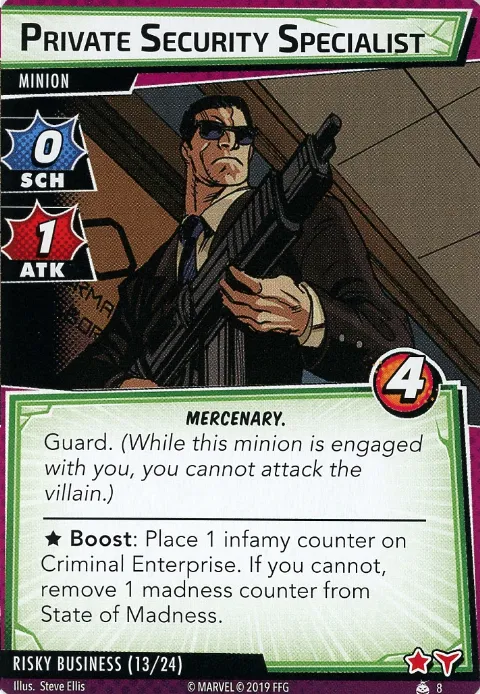 PRIVATE SECURITY SPECIALIST
MINION
0
SCH
1
ATK
4
MERCENARY.
Guard. (While this minion is engaged
with you, you cannot attack the
villain.)
★ Boost: Place 1 infamy counter on
Criminal Enterprise. If you cannot,
remove 1 madness counter from
State of Madness.
RISKY BUSINESS (13/24)
Illus. Steve Ellis
© MARVEL © 2019 FFG
8